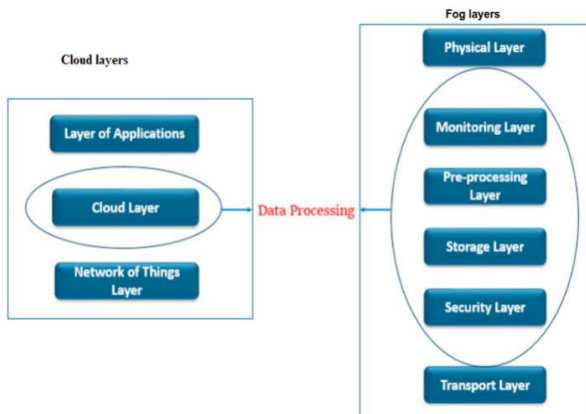 Fog layers
Cloud layers
Physical Layer
Layer of Applications
Monitoring Layer
Cloud Layer
Data Processing
Pre-processing
Layer
Storage Layer
Network of Things
Layer
Security Layer
Transport Layer